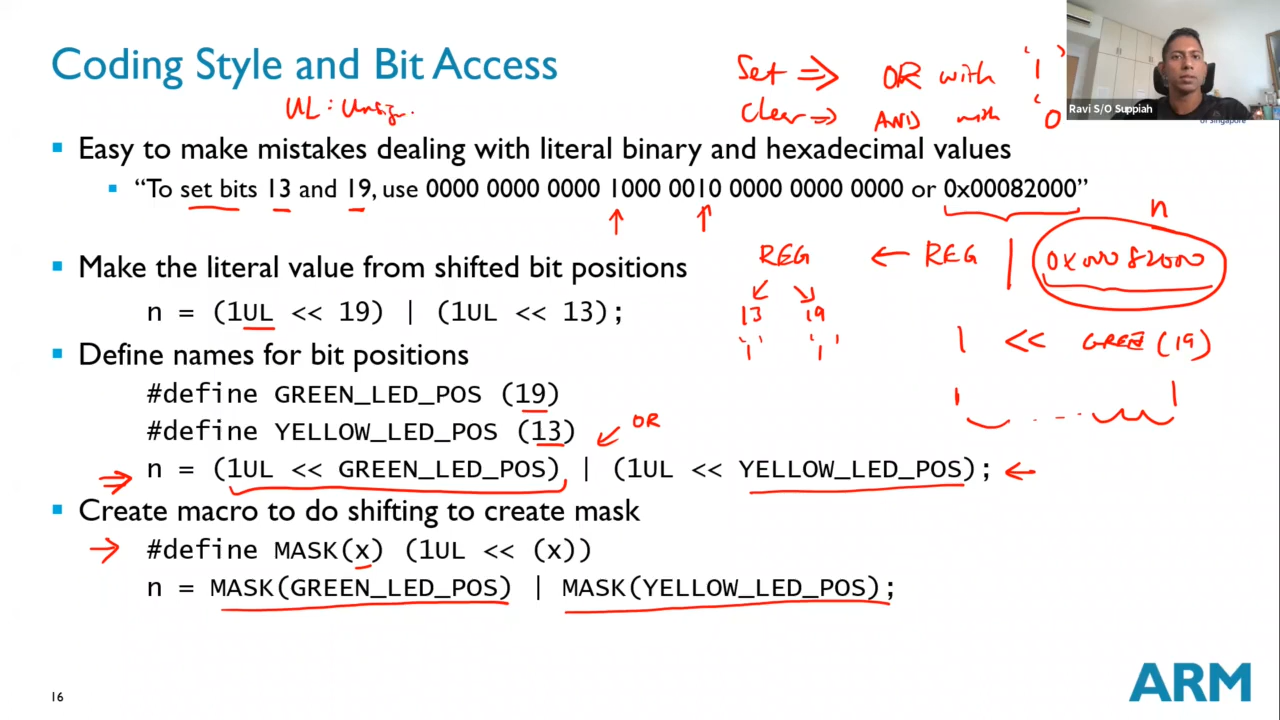 Coding Style and Bit Access
Set => OR with '1'
Clear => AND with '0
UL : Unsign.
Ravi S/O Suppiah
of Singapore
▪ Easy to make mistakes dealing with literal binary and hexadecimal values
▪ “To set bits 13 and 19, use 0000 0000 0000 1000 0010 0000 0000 0000 or 0x00082000”
n
REG ← REG | 0x00082000
▪ Make the literal value from shifted bit positions
n = (1UL << 19) | (1UL << 13);
13 19
'1' '1'
1 << GREEN (19)
▪ Define names for bit positions
#define GREEN_LED_POS (19)
1 1
#define YELLOW_LED_POS (13)
OR
n = (1UL << GREEN_LED_POS) | (1UL << YELLOW_LED_POS);
▪ Create macro to do shifting to create mask
#define MASK(x) (1UL << (x))
n = MASK(GREEN_LED_POS) | MASK(YELLOW_LED_POS);
16
ARM